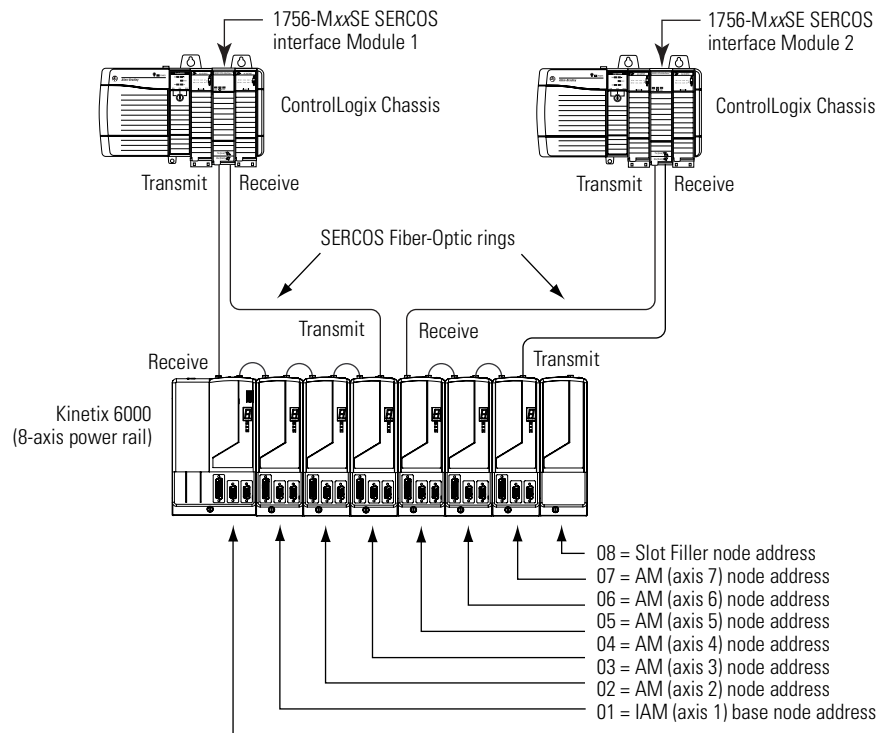 1756-MxxSE SERCOS
interface Module 1
1756-MxxSE SERCOS
interface Module 2
ControlLogix Chassis
ControlLogix Chassis
Transmit
Receive
Transmit
Receive
SERCOS Fiber-Optic rings
Transmit
Receive
Receive
Transmit
Kinetix 6000
(8-axis power rail)
08 = Slot Filler node address
07 = AM (axis 7) node address
06 = AM (axis 6) node address
05 = AM (axis 5) node address
04 = AM (axis 4) node address
03 = AM (axis 3) node address
02 = AM (axis 2) node address
01 = IAM (axis 1) base node address